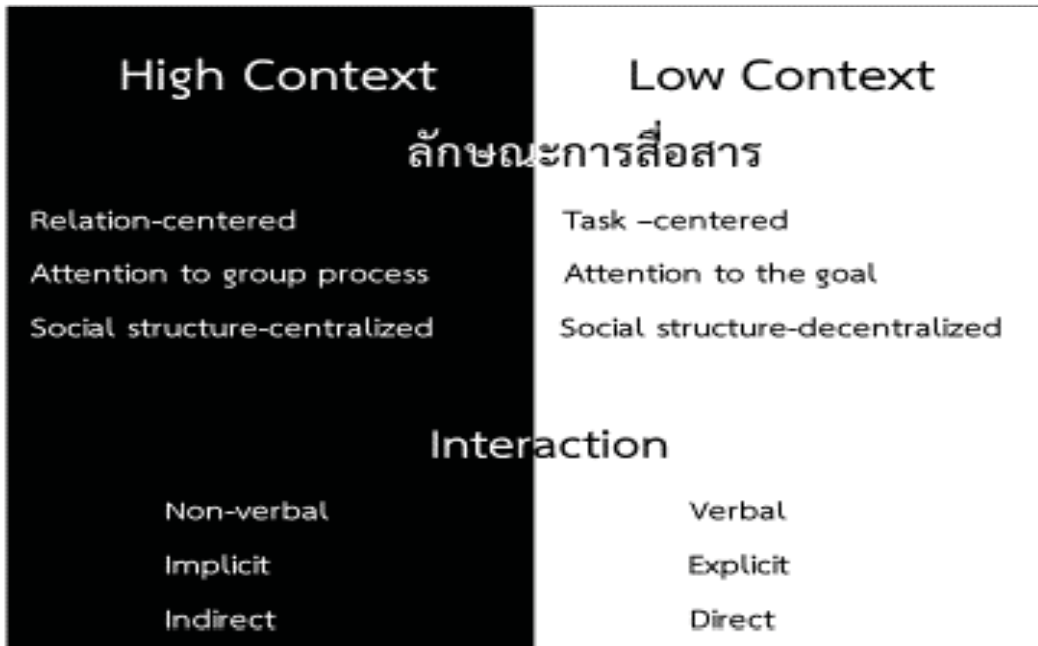 High Context Low Context
ลักษณะการสื่อสาร
Relation-centered Task –centered
Attention to group process Attention to the goal
Social structure-centralized Social structure-decentralized
Interaction
Non-verbal Verbal
Implicit Explicit
Indirect Direct